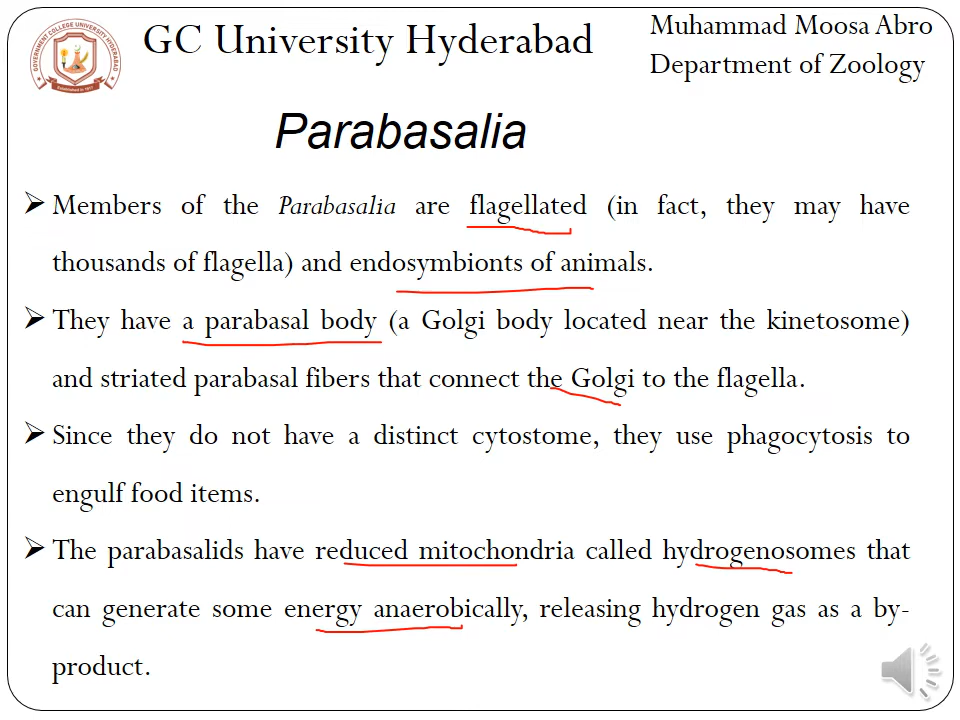 GOVERNMENT COLLEGE UNIVERSITY HYDERABAD
GC University Hyderabad
Muhammad Moosa Abro
Department of Zoology
Parabasalia
Members of the Parabasalia are flagellated (in fact, they may have
thousands of flagella) and endosymbionts of animals.
They have a parabasal body (a Golgi body located near the kinetosome)
and striated parabasal fibers that connect the Golgi to the flagella.
Since they do not have a distinct cytostome, they use phagocytosis to
engulf food items.
The parabasalids have reduced mitochondria called hydrogenosomes that
can generate some energy anaerobically, releasing hydrogen gas as a by-
product.